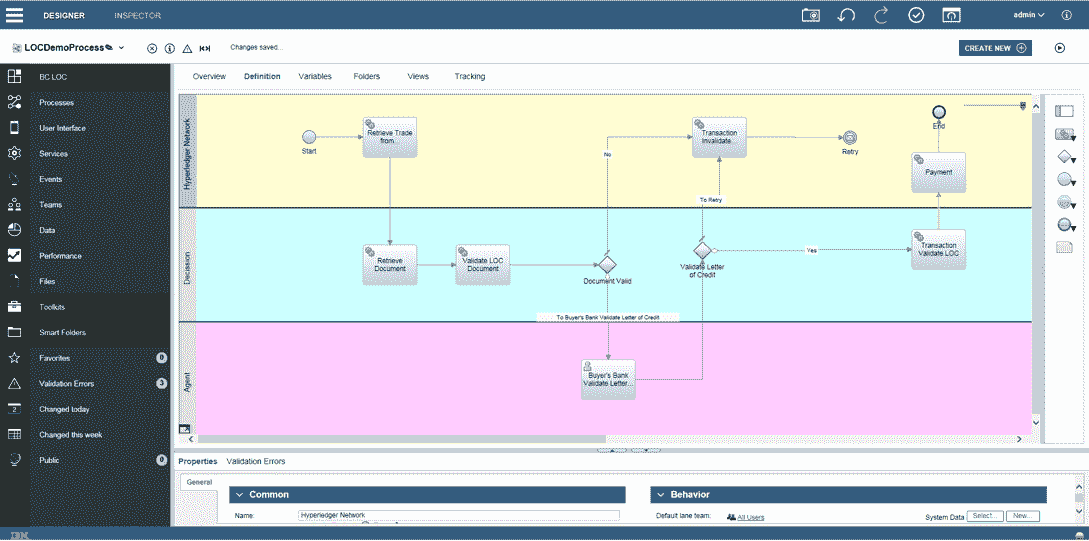 DESIGNER
INSPECTOR
admin
LOCDemoProcess
Changes saved...
CREATE NEW
BC LOC
Processes
User Interface
Services
Events
Teams
Data
Performance
Files
Toolkits
Smart Folders
Favorites
0
Validation Errors
3
2
Changed today
Changed this week
Public
0
Overview
Definition
Variables
Folders
Views
Tracking
Hyperledger Network
Start
Retrieve Trade
from...
No
Transaction
Invalidate
Retry
End
Payment
To Retry
Decision
Retrieve
Document
Validate LOC
Document
Document Valid
Validate Letter
of Credit
Yes
Transaction
Validate LOC
To Buyer's Bank Validate Letter of Credit
Agent
Buyer's Bank
Validate Letter...
Properties
Validation Errors
General
Common
Name:
Hyperledger Network
Behavior
Default lane team:
All Users
System Data
Select...
New...
IBM